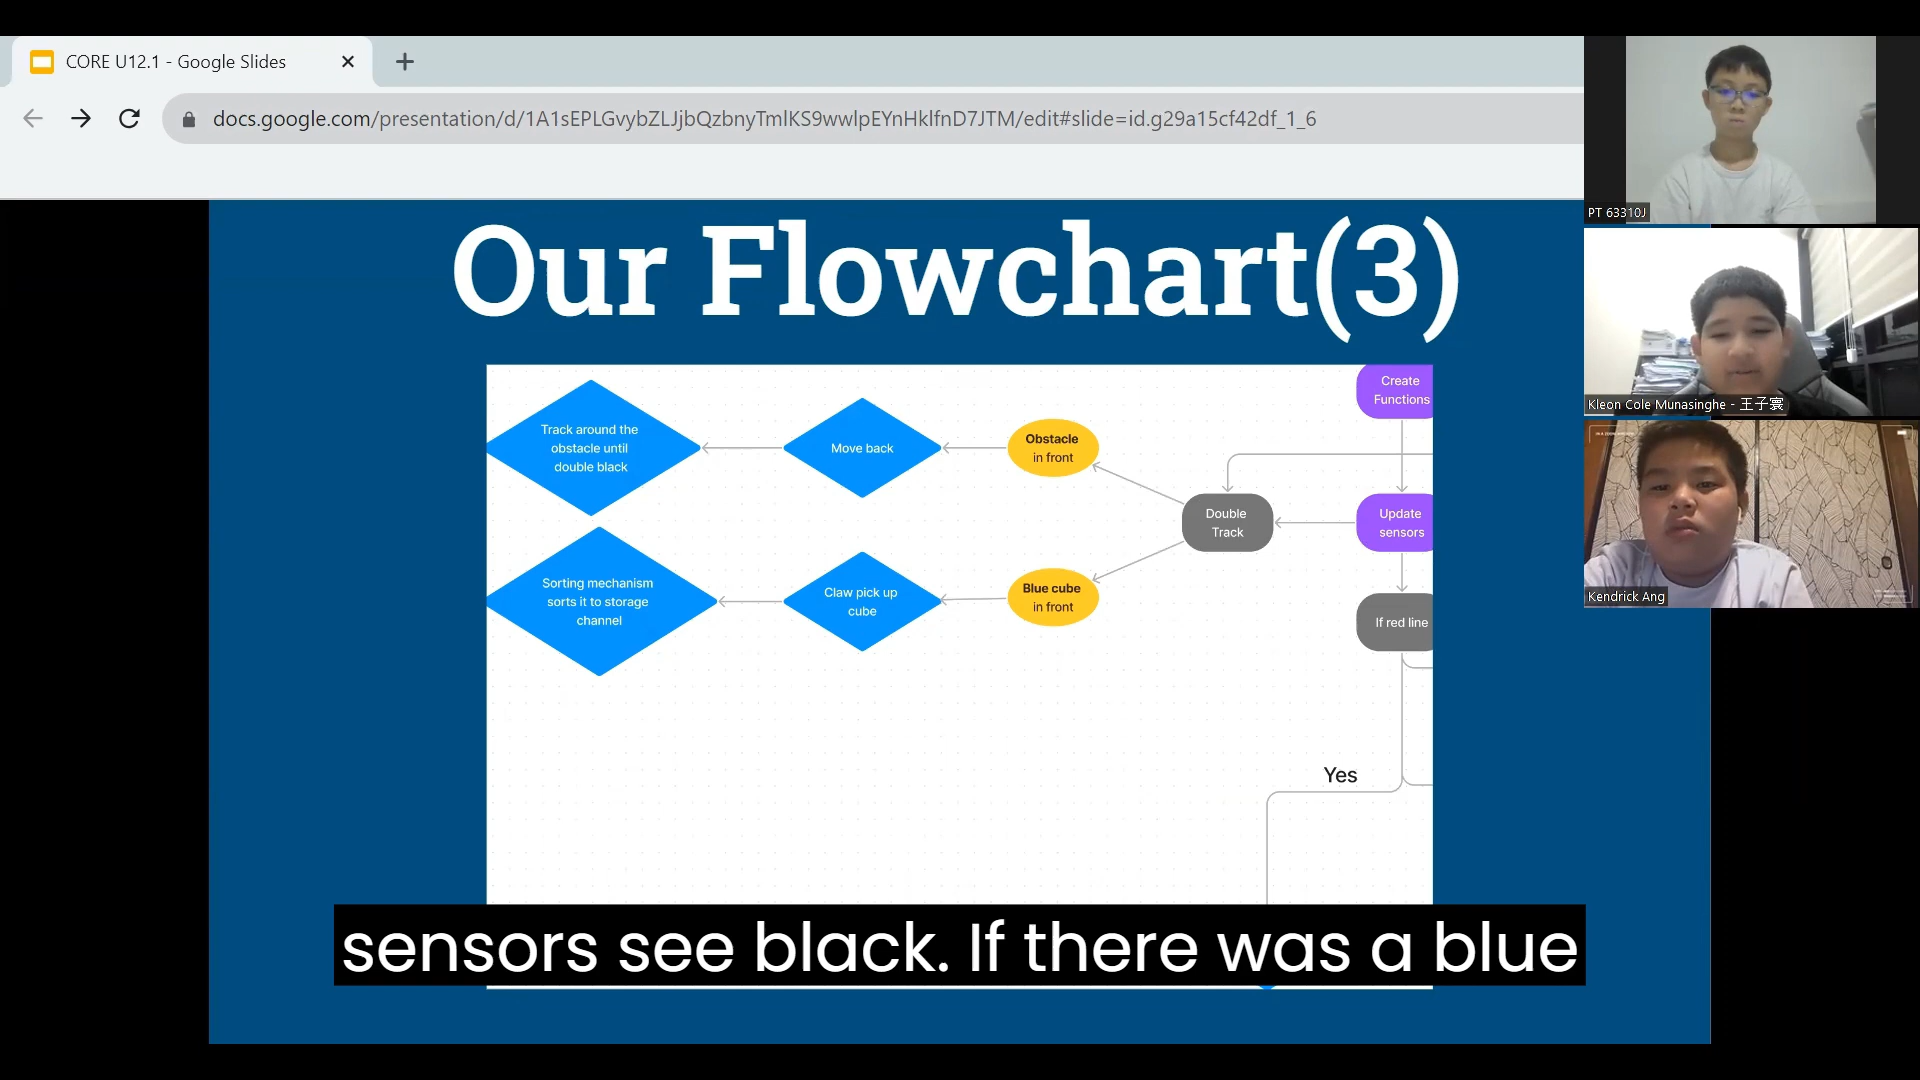 CORE U12.1 - Google Slides
docs.google.com/presentation/d/1A1sEPLGvybZLJjbQzbnyTmlKS9wwlpEYnHklfnD7JTM/edit#slide=id.g29a15cf42df_1_6
PT 63310J
Kleon Cole Munasinghe - 王子寰
Kendrick Ang
Our Flowchart(3)
Create
Functions
Track around the
obstacle until
double black
Move back
Obstacle
in front
Double
Track
Update
sensors
Sorting mechanism
sorts it to storage
channel
Claw pick up
cube
Blue cube
in front
If red line
Yes
sensors see black. If there was a blue